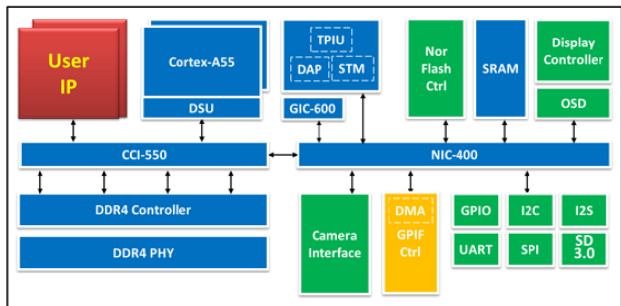 User
IP
Cortex-A55
DSU
TPIU
DAP
STM
GIC-600
Nor
Flash
Ctrl
SRAM
Display
Controller
OSD
CCI-550
NIC-400
DDR4 Controller
DDR4 PHY
Camera
Interface
DMA
GPIF
Ctrl
GPIO
I2C
I2S
UART
SPI
SD
3.0